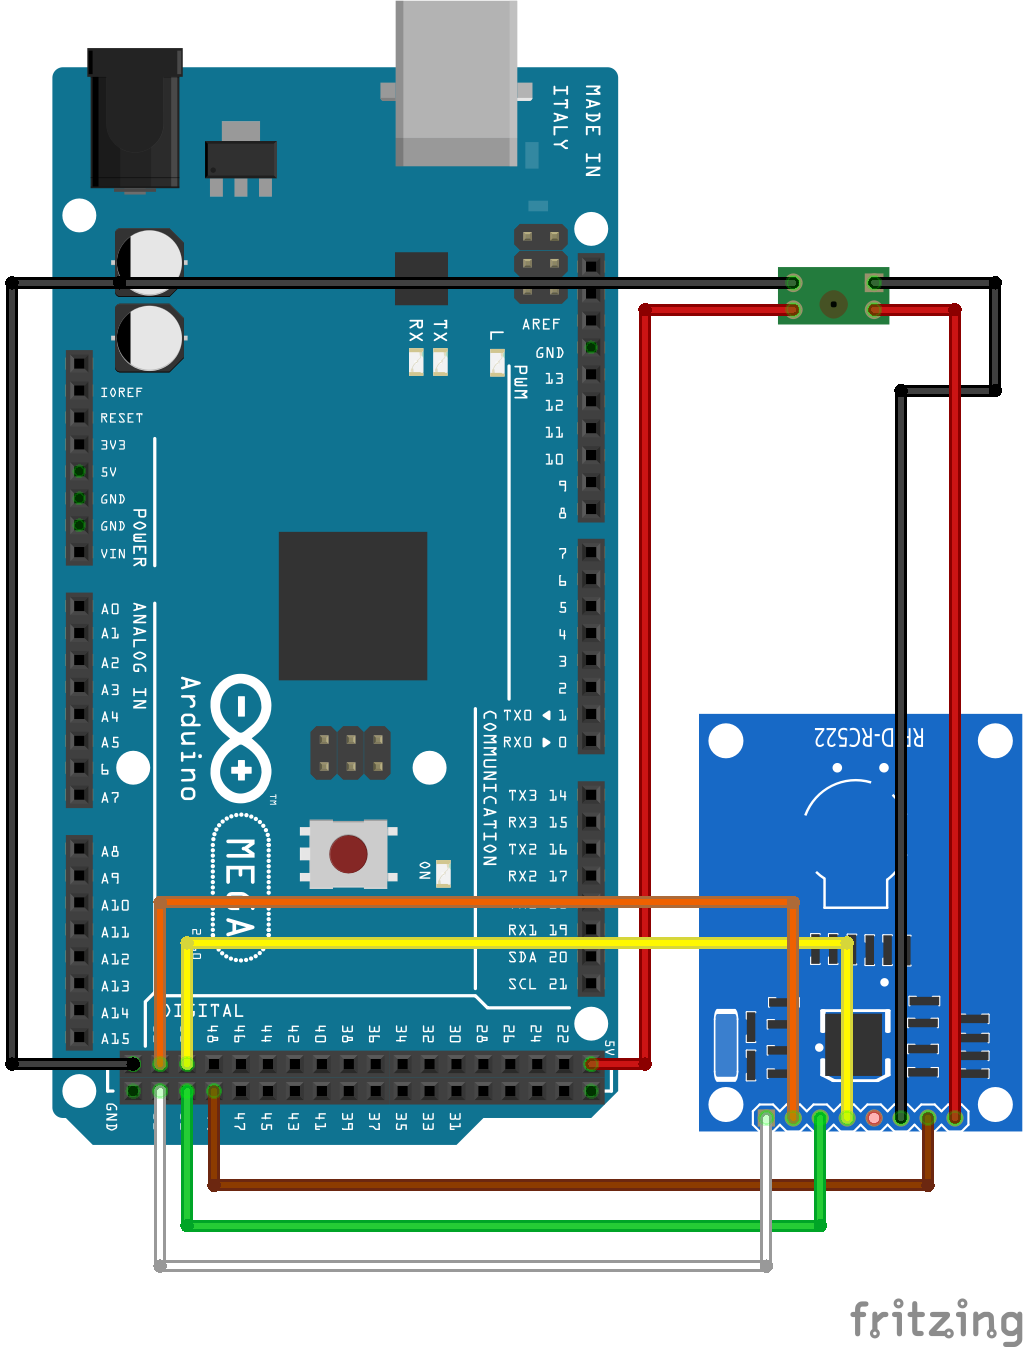 MADE IN
ITALY
RX
TX
L
AREF
GND
13
12
11
10
9
8
PWM
7
6
5
4
3
2
TX0 1
RX0 0
COMMUNICATION
TX3 14
RX3 15
TX2 16
RX2 17
RX1 19
SDA 20
SCL 21
IOREF
RESET
3V3
5V
GND
GND
VIN
POWER
A0
A1
A2
A3
A4
A5
6
A7
ANALOG IN
A8
A9
A10
A11
A12
A13
A14
A15
Arduino
TM
MEGA
ON
DIGITAL
48 46 44 42 40 38 36 34 32 30 28 26 24 22
5V
GND
47 45 43 41 39 37 35 33 31
RFID-RC522
fritzing